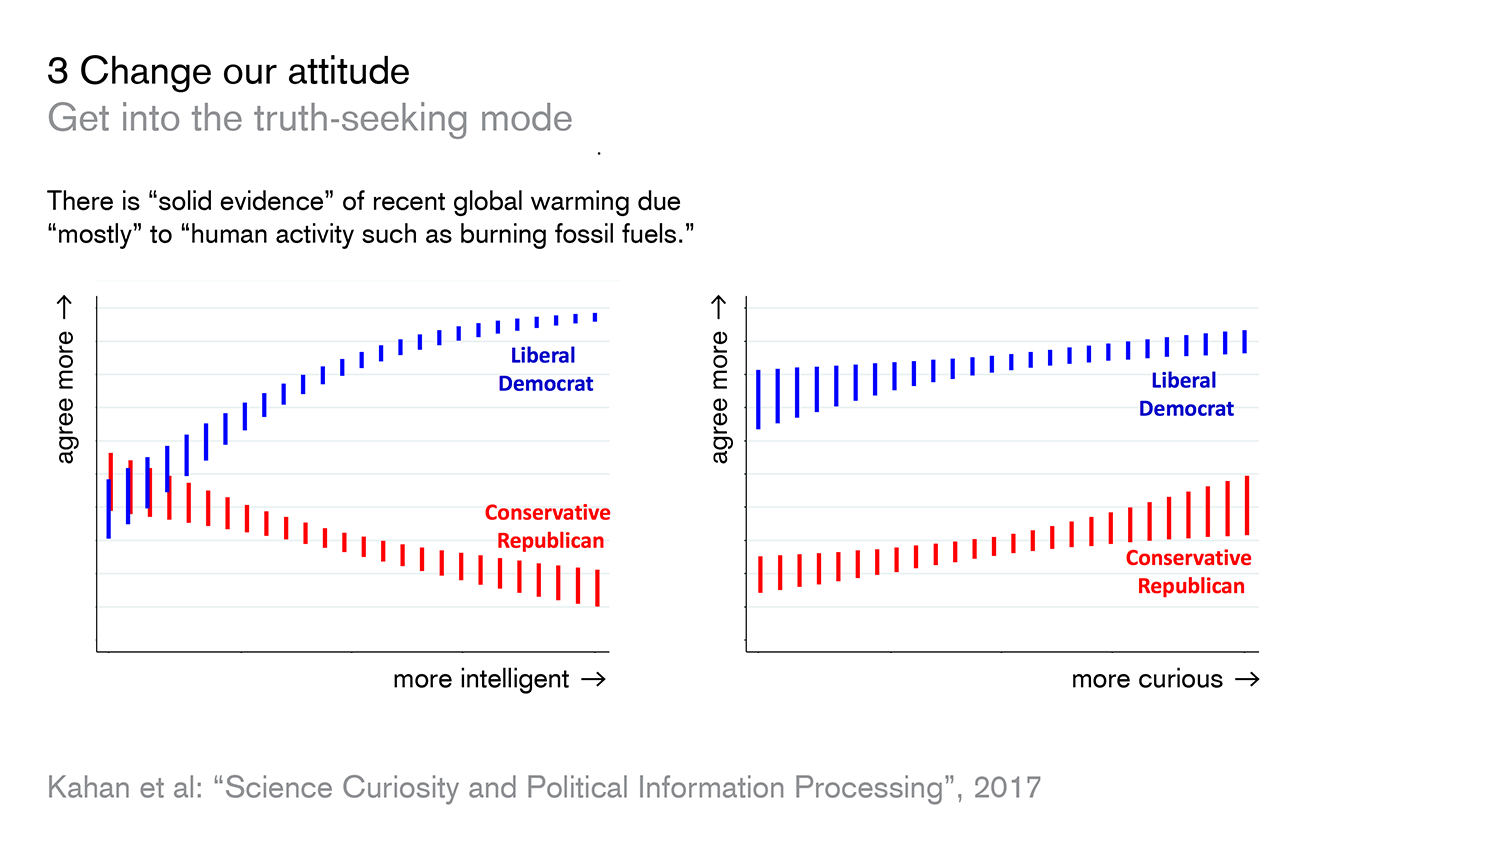 3 Change our attitude
Get into the truth-seeking mode
There is “solid evidence” of recent global warming due
“mostly” to “human activity such as burning fossil fuels.”
agree more →
Liberal
Democrat
Conservative
Republican
more intelligent →
agree more →
Liberal
Democrat
Conservative
Republican
more curious →
Kahan et al: “Science Curiosity and Political Information Processing”, 2017